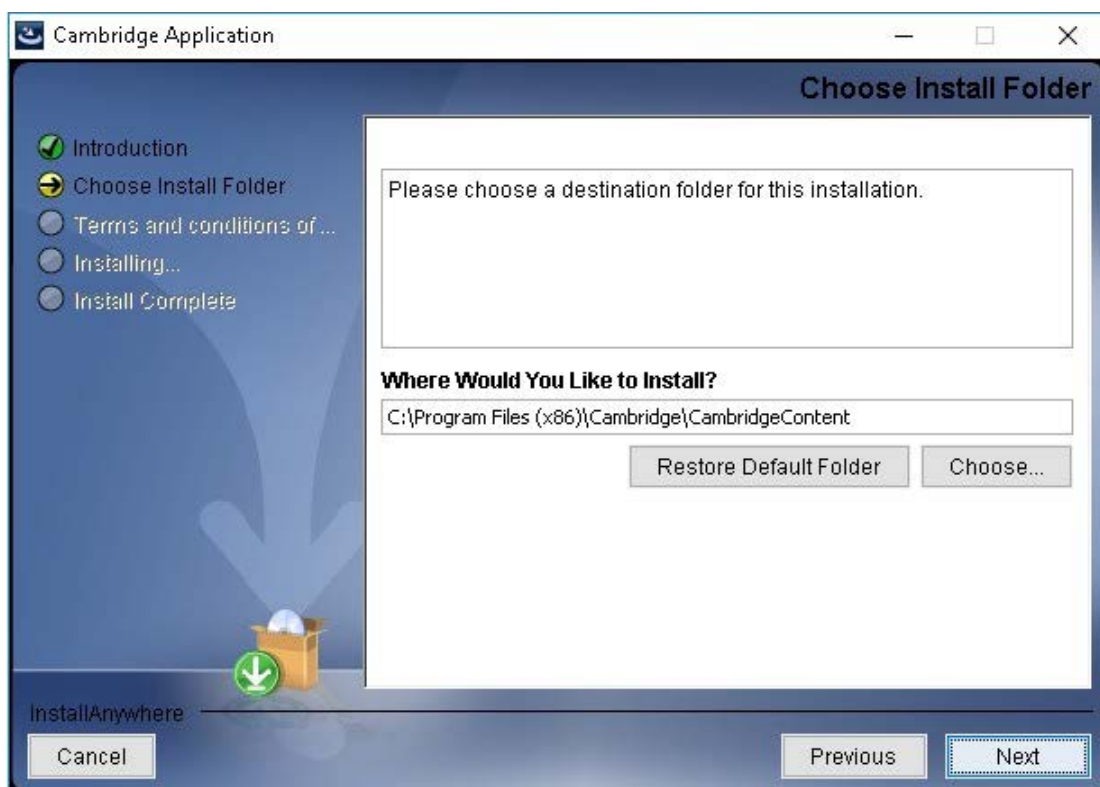 Cambridge Application
Choose Install Folder
Introduction
Choose Install Folder
Terms and conditions of ...
Installing...
Install Complete
Please choose a destination folder for this installation.
Where Would You Like to Install?
C:\Program Files (x86)\Cambridge\CambridgeContent
Restore Default Folder
Choose...
InstallAnywhere
Cancel
Previous
Next